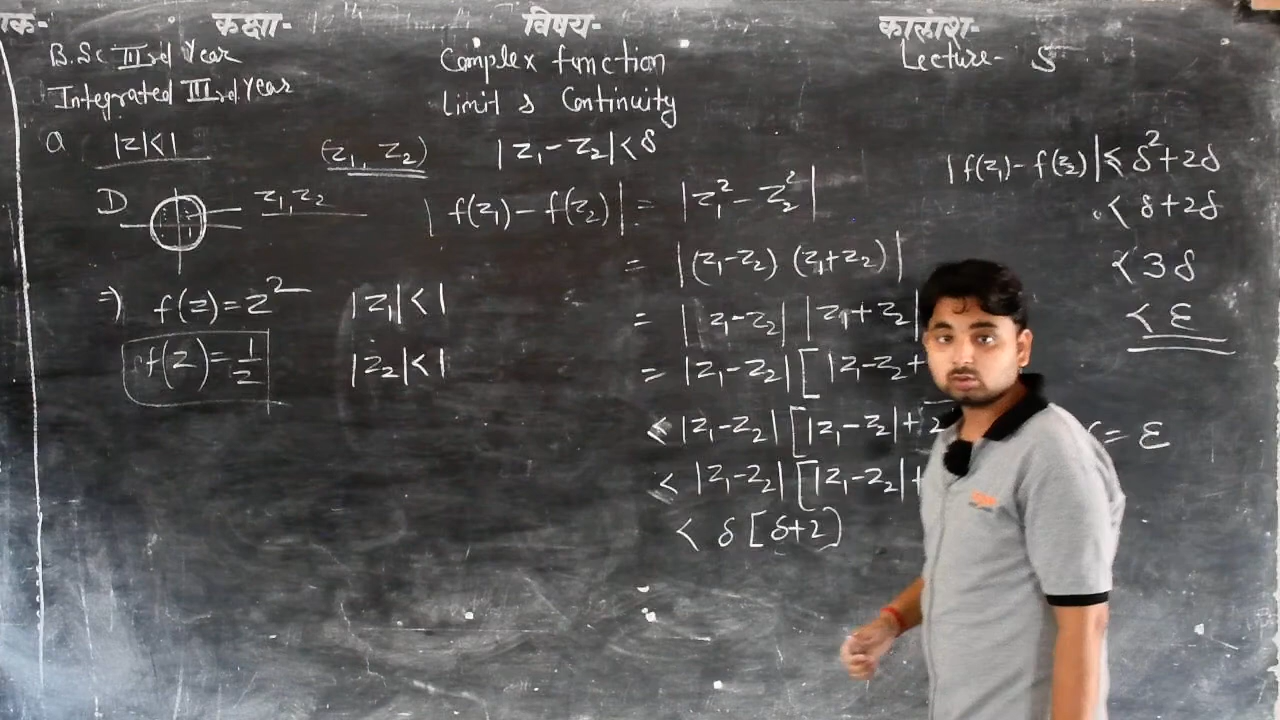 क- कक्षा- विषय- कालांश-
B.Sc IIIrd Year Complex function Lecture- 5
Integrated IIIrd Year Limit & Continuity
Q |z|<1 (z₁, z₂) |z₁-z₂|<δ
D z₁,z₂
⇒) f(z)=z² |z₁|<1
f(z)=1/z |z₂|<1
|f(z₁)-f(z₂)| = |z₁²-z₂²|
= |(z₁-z₂) (z₁+z₂)|
= |z₁-z₂| |z₁+z₂|
= |z₁-z₂| [|z₁-z₂+
≤ |z₁-z₂| [|z₁-z₂|+2
< |z₁-z₂| [|z₁-z₂|+
< δ [δ+2]
|f(z₁)-f(z₂)| < δ²+2δ
< δ+2δ
< 3δ
< ε
= ε